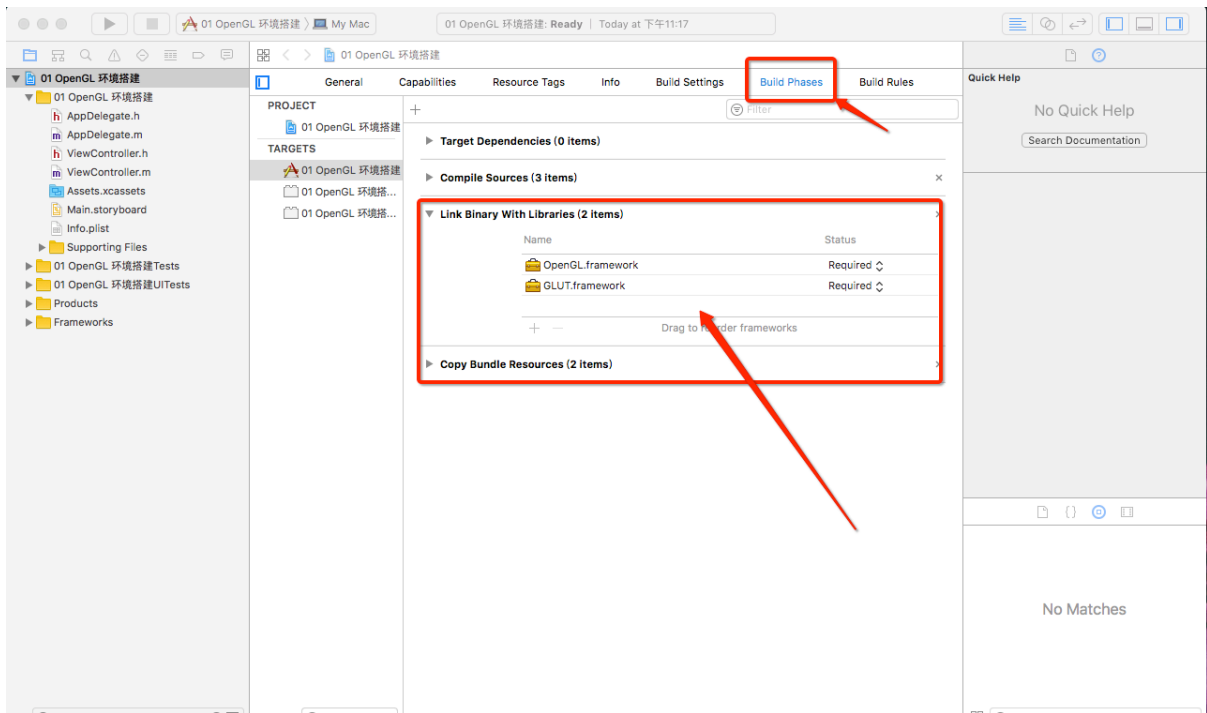 01 OpenGL 环境搭建 〉 My Mac
01 OpenGL 环境搭建: Ready | Today at 下午11:17
01 OpenGL 环境搭建
01 OpenGL 环境搭建
AppDelegate.h
AppDelegate.m
ViewController.h
ViewController.m
Assets.xcassets
Main.storyboard
Info.plist
Supporting Files
01 OpenGL 环境搭建Tests
01 OpenGL 环境搭建UITests
Products
Frameworks
01 OpenGL 环境搭建
General Capabilities Resource Tags Info Build Settings Build Phases Build Rules
PROJECT
01 OpenGL 环境搭建
TARGETS
01 OpenGL 环境搭建
01 OpenGL 环境搭...
01 OpenGL 环境搭...
Filter
Target Dependencies (0 items)
Compile Sources (3 items)
Link Binary With Libraries (2 items)
Name Status
OpenGL.framework Required
GLUT.framework Required
Drag to reorder frameworks
Copy Bundle Resources (2 items)
Quick Help
No Quick Help
Search Documentation
No Matches